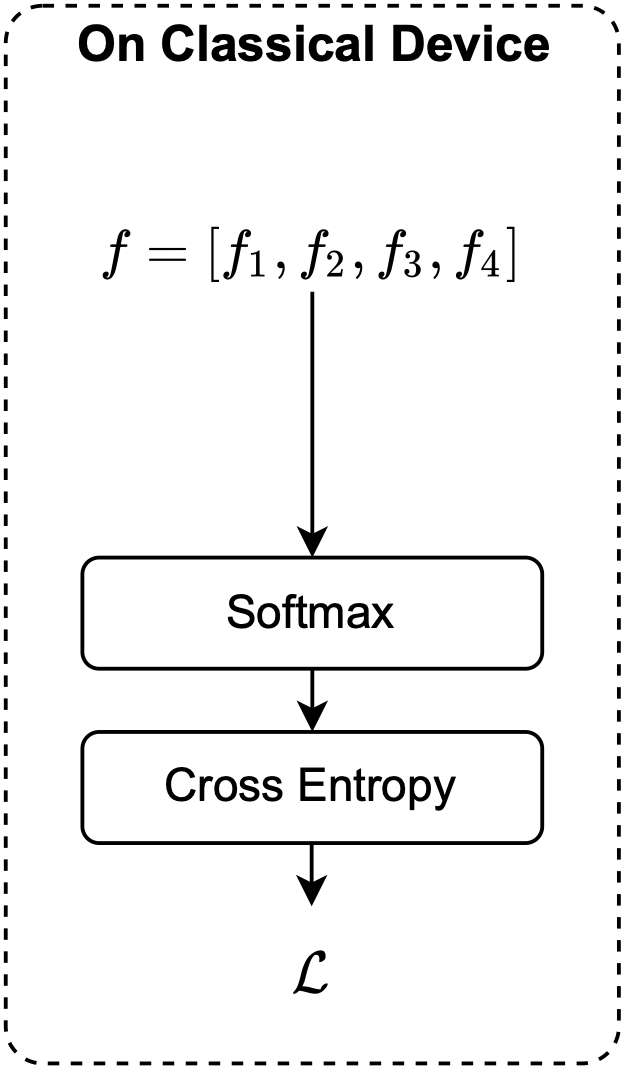 On Classical Device
f = [f₁, f₂, f₃, f₄]
Softmax
Cross Entropy
ℒ